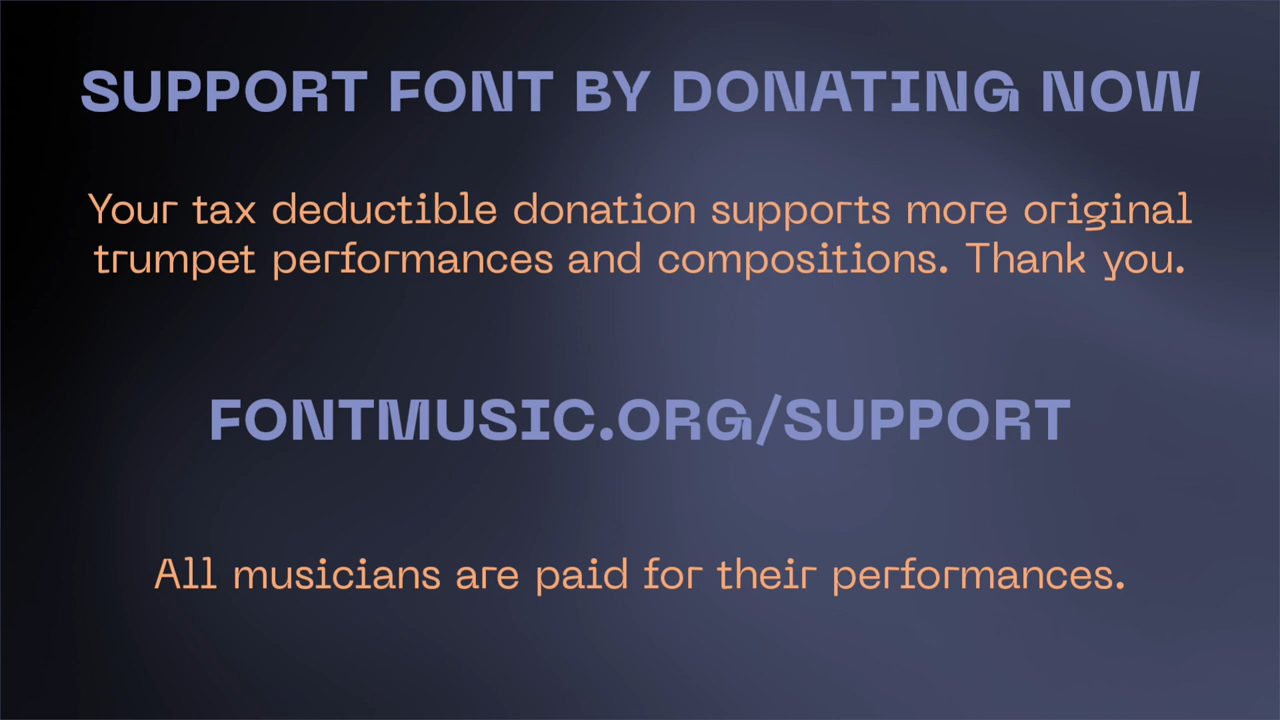 SUPPORT FONT BY DONATING NOW
Your tax deductible donation supports more original
trumpet performances and compositions. Thank you.
FONTMUSIC.ORG/SUPPORT
All musicians are paid for their performances.